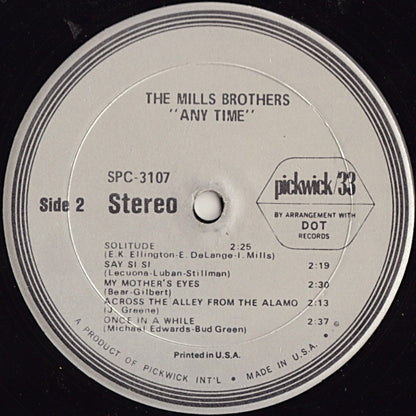 THE MILLS BROTHERS
"ANY TIME"
SPC-3107
Side 2 Stereo
pickwick/33
BY ARRANGEMENT WITH
DOT
RECORDS
SOLITUDE 2:25
(E.K. Ellington-E. DeLange-I. Mills)
SAY SI SI 2:19
(Lecuona-Luban-Stillman)
MY MOTHER'S EYES 2:30
(Bear-Gilbert)
ACROSS THE ALLEY FROM THE ALAMO 2:13
(J. Greene)
ONCE IN A WHILE 2:37
(Michael Edwards-Bud Green)
Printed in U.S.A.
A PRODUCT OF PICKWICK INT'L • MADE IN U.S.A. • ℗